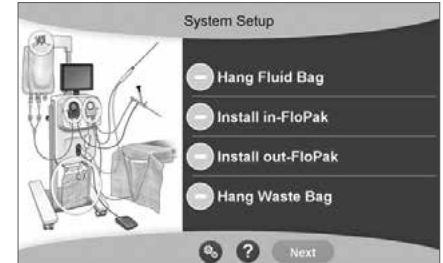 System Setup
Hang Fluid Bag
Install in-FloPak
Install out-FloPak
Hang Waste Bag
?
Next